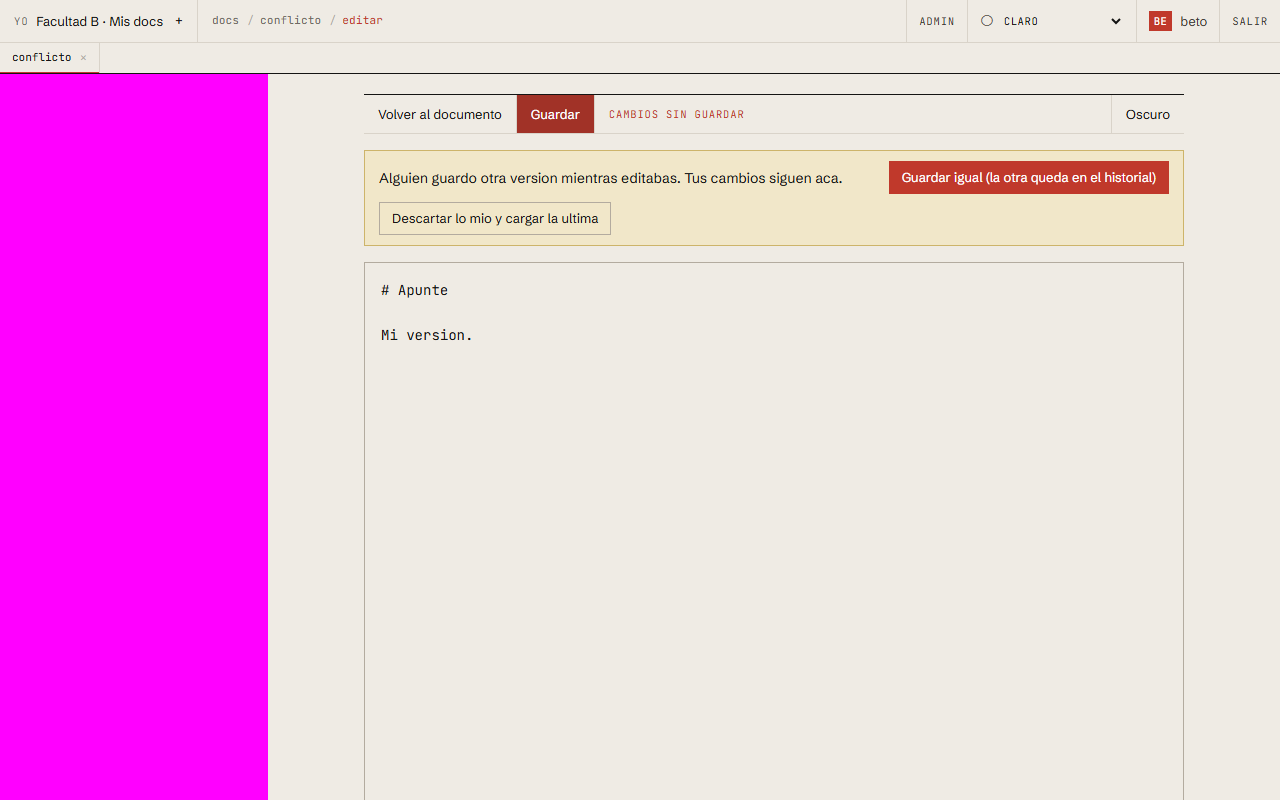 YO Facultad B · Mis docs + docs / conflicto / editar ADMIN CLARO BE beto SALIR
conflicto ×
Volver al documento Guardar CAMBIOS SIN GUARDAR Oscuro
Alguien guardo otra version mientras editabas. Tus cambios siguen aca. Guardar igual (la otra queda en el historial)
Descartar lo mio y cargar la ultima
# Apunte
Mi version.